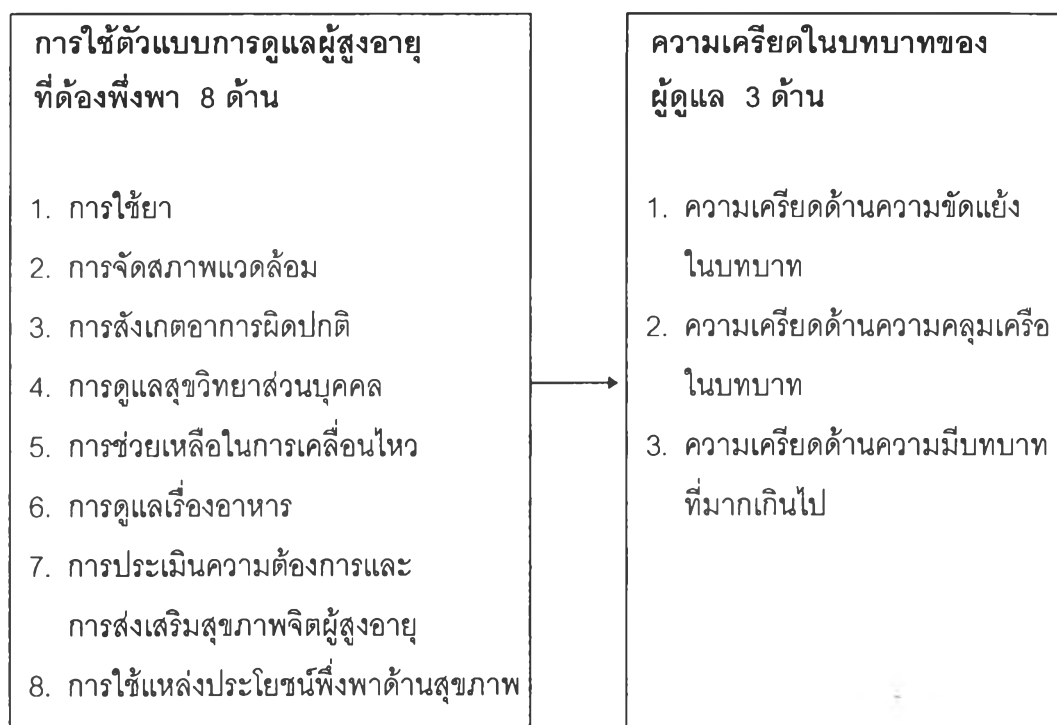 การใช้ตัวแบบการดูแลผู้สูงอายุ
ที่ต้องพึ่งพา 8 ด้าน
1. การใช้ยา
2. การจัดสภาพแวดล้อม
3. การสังเกตอาการผิดปกติ
4. การดูแลสุขวิทยาส่วนบุคคล
5. การช่วยเหลือในการเคลื่อนไหว
6. การดูแลเรื่องอาหาร
7. การประเมินความต้องการและ
การส่งเสริมสุขภาพจิตผู้สูงอายุ
8. การใช้แหล่งประโยชน์พึ่งพาด้านสุขภาพ
ความเครียดในบทบาทของ
ผู้ดูแล 3 ด้าน
1. ความเครียดด้านความขัดแย้ง
ในบทบาท
2. ความเครียดด้านความคลุมเครือ
ในบทบาท
3. ความเครียดด้านความมีบทบาท
ที่มากเกินไป